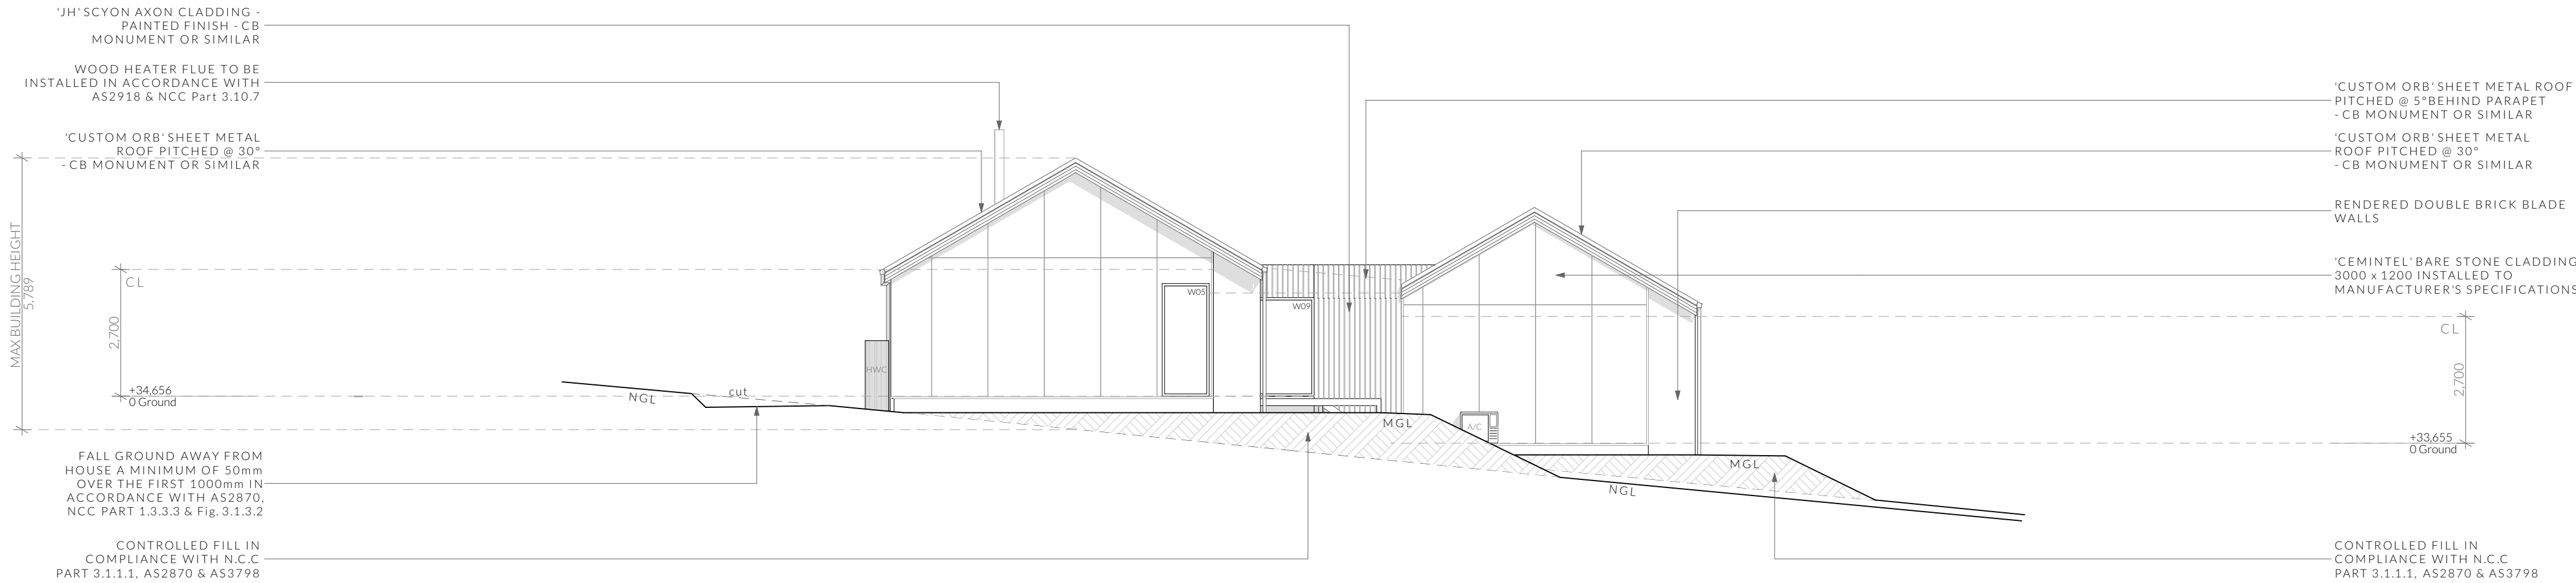 'JH' SCYON AXON CLADDING -
PAINTED FINISH - CB
MONUMENT OR SIMILAR
WOOD HEATER FLUE TO BE
INSTALLED IN ACCORDANCE WITH
AS2918 & NCC Part 3.10.7
'CUSTOM ORB' SHEET METAL
ROOF PITCHED @ 30°
- CB MONUMENT OR SIMILAR
MAX BUILDING HEIGHT
5,789
2,700
CL
+34,656
0 Ground
FALL GROUND AWAY FROM
HOUSE A MINIMUM OF 50mm
OVER THE FIRST 1000mm IN
ACCORDANCE WITH AS2870,
NCC PART 1.3.3.3 & Fig. 3.1.3.2
CONTROLLED FILL IN
COMPLIANCE WITH N.C.C
PART 3.1.1.1, AS2870 & AS3798
NGL
cut
HWC
W05
W09
MGL
A/C
NGL
MGL
'CUSTOM ORB' SHEET METAL ROOF
PITCHED @ 5°BEHIND PARAPET
- CB MONUMENT OR SIMILAR
'CUSTOM ORB' SHEET METAL
ROOF PITCHED @ 30°
- CB MONUMENT OR SIMILAR
RENDERED DOUBLE BRICK BLADE
WALLS
'CEMINTEL' BARE STONE CLADDING
3000 x 1200 INSTALLED TO
MANUFACTURER'S SPECIFICATIONS
CL
2,700
+33,655
0 Ground
CONTROLLED FILL IN
COMPLIANCE WITH N.C.C
PART 3.1.1.1, AS2870 & AS3798